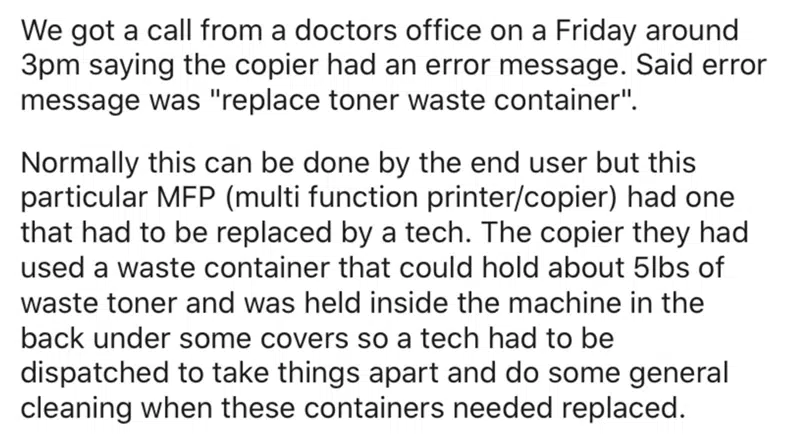 We got a call from a doctors office on a Friday around
3pm saying the copier had an error message. Said error
message was "replace toner waste container".
Normally this can be done by the end user but this
particular MFP (multi function printer/copier) had one
that had to be replaced by a tech. The copier they had
used a waste container that could hold about 5lbs of
waste toner and was held inside the machine in the
back under some covers so a tech had to be
dispatched to take things apart and do some general
cleaning when these containers needed replaced.